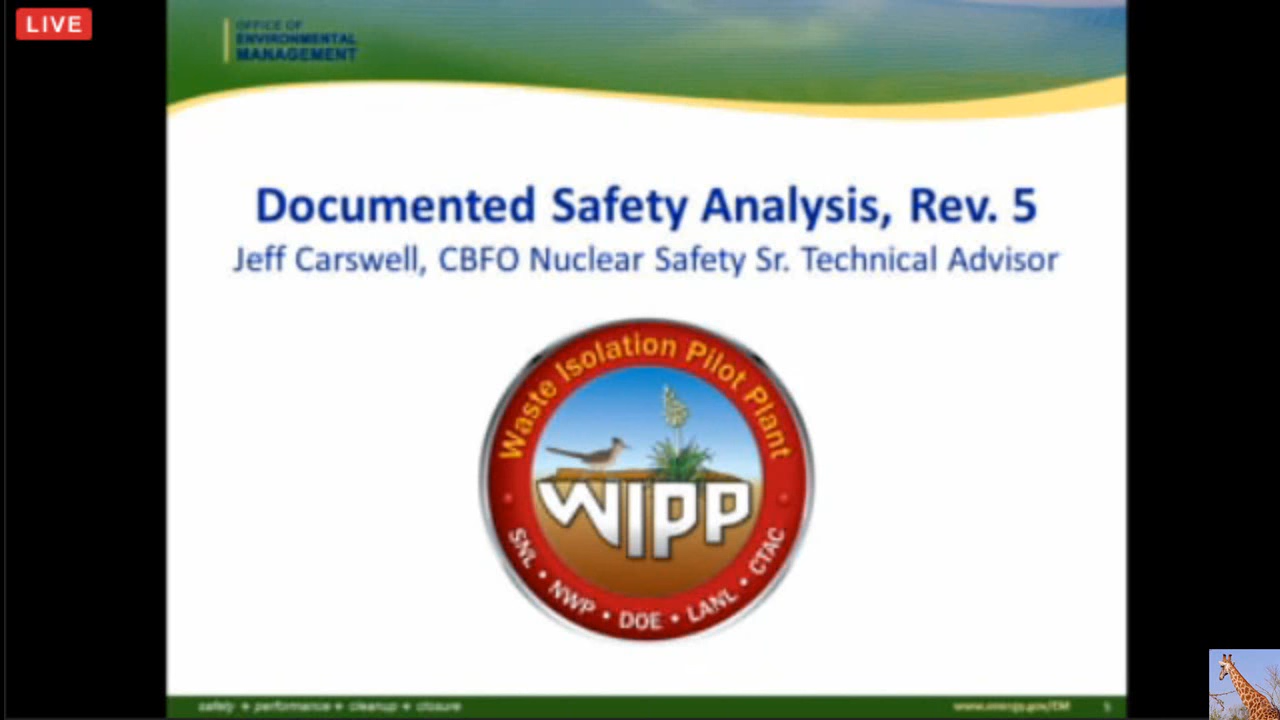 LIVE
OFFICE OF
ENVIRONMENTAL
MANAGEMENT
Documented Safety Analysis, Rev. 5
Jeff Carswell, CBFO Nuclear Safety Sr. Technical Advisor
Waste Isolation Pilot Plant
WIPP
SNL • NWP • DOE • LANL • CTAC
safety + performance + cleanup + closure
www.energy.gov/EM 5